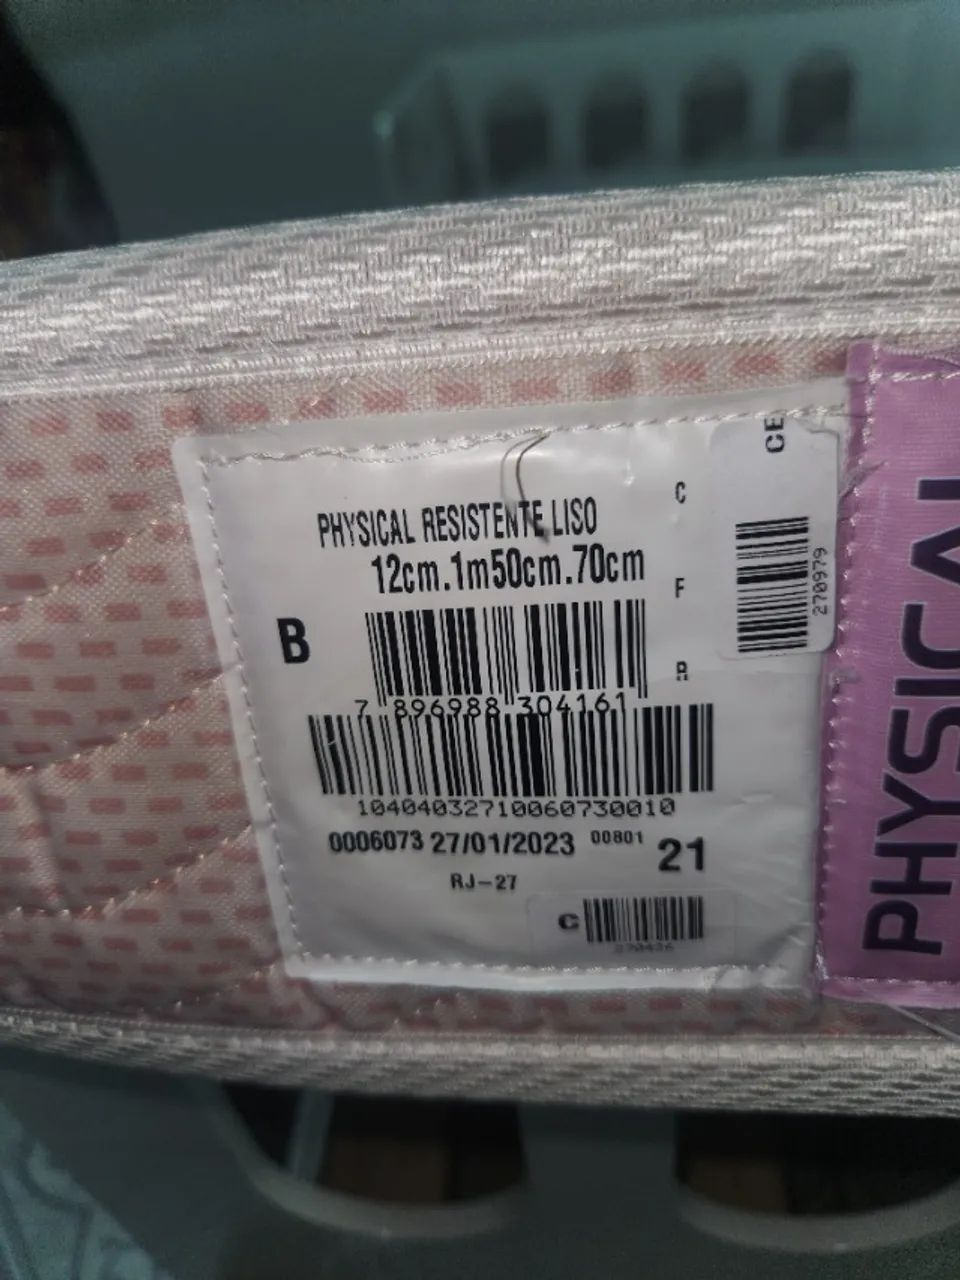 PHYSICAL RESISTENTE LISO
12cm.1m50cm.70cm
C
F
R
B
7 896988 304161
10404032710060730010
0006073 27/01/2023 00801 21
RJ-27
C
270426
CE
270979
PHYSICAL